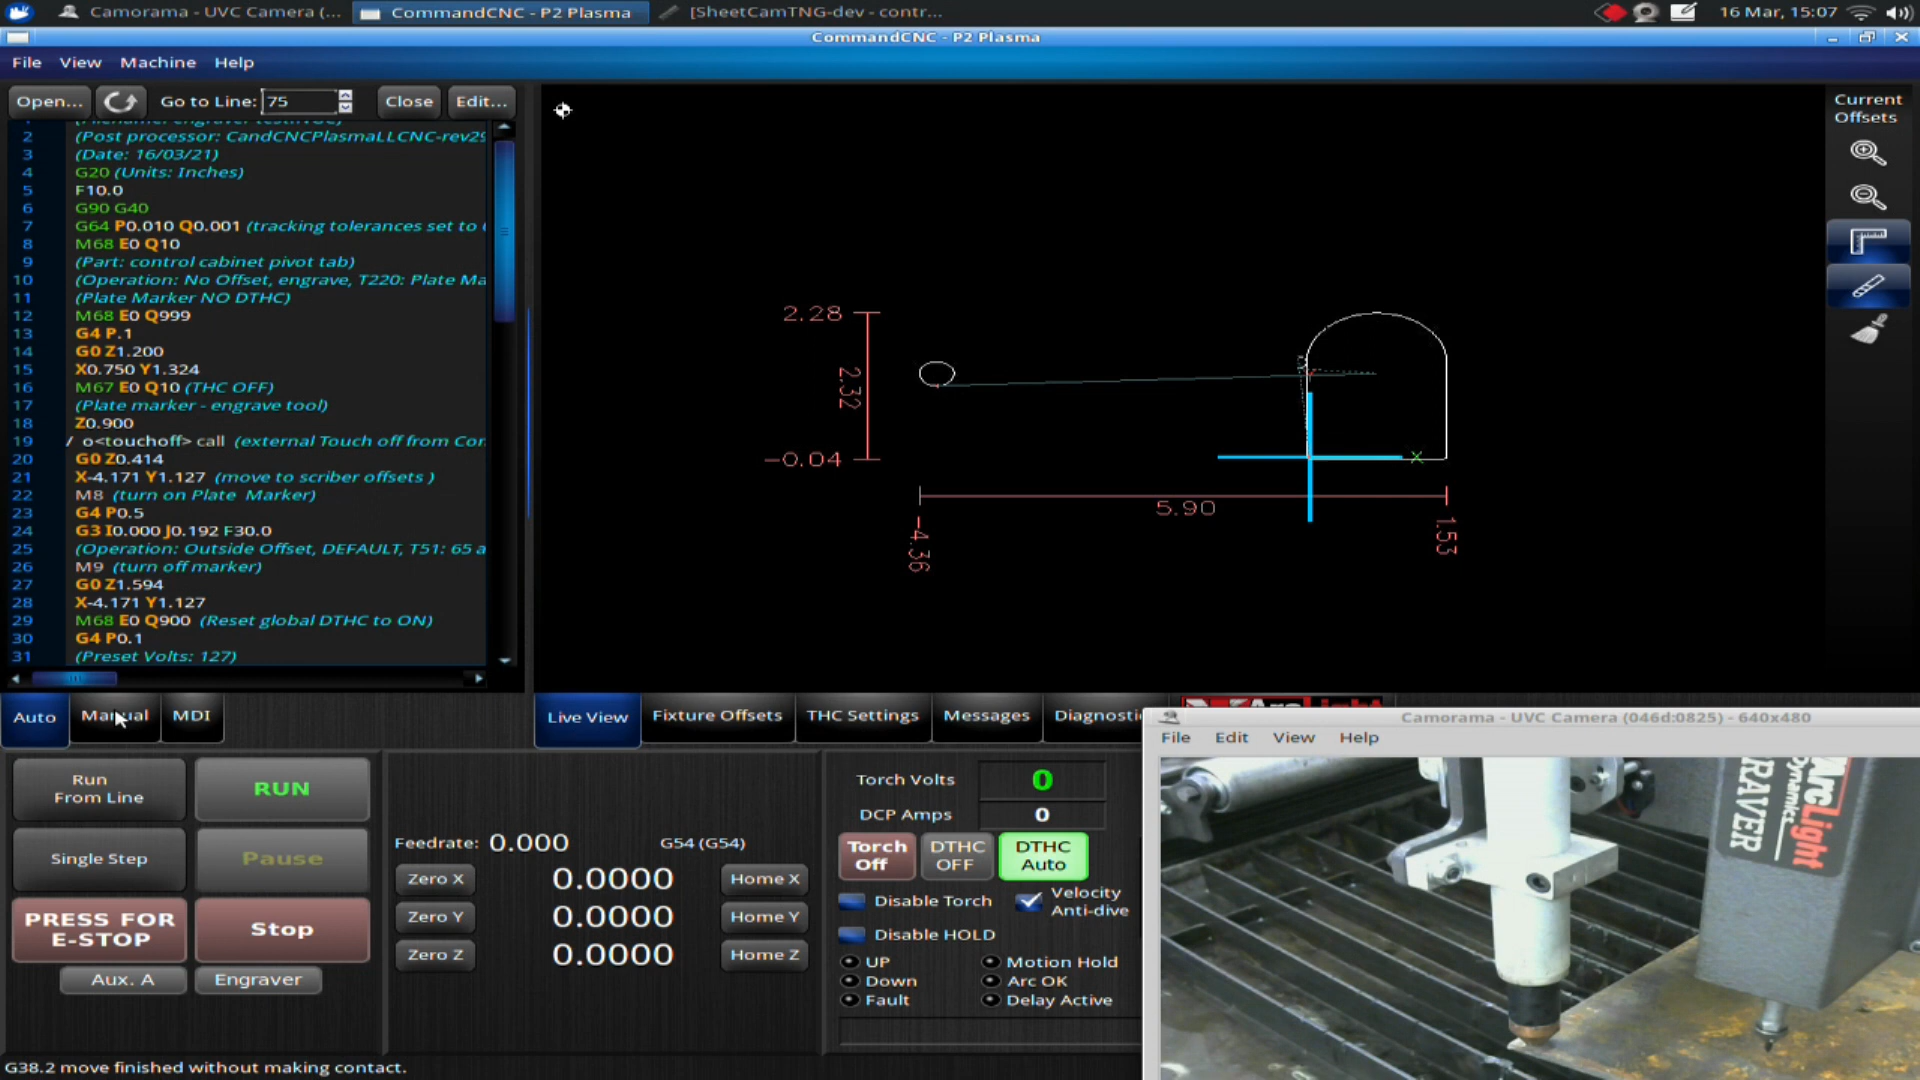 Camorama - UVC Camera (...
CommandCNC - P2 Plasma
[SheetCamTNG-dev - contr...
16 Mar, 15:07
CommandCNC - P2 Plasma
File View Machine Help
Open... Go to Line: 75 Close Edit...
2 (Post processor: CandCNCPlasmaLLCNC-rev29
3 (Date: 16/03/21)
4 G20 (Units: Inches)
5 F10.0
6 G90 G40
7 G64 P0.010 Q0.001 (tracking tolerances set to
8 M68 E0 Q10
9 (Part: control cabinet pivot tab)
10 (Operation: No Offset, engrave, T220: Plate Ma
11 (Plate Marker NO DTHC)
12 M68 E0 Q999
13 G4 P.1
14 G0 Z1.200
15 X0.750 Y1.324
16 M67 E0 Q10 (THC OFF)
17 (Plate marker - engrave tool)
18 Z0.900
19 / o<touchoff> call (external Touch off from Con
20 G0 Z0.414
21 X-4.171 Y1.127 (move to scriber offsets )
22 M8 (turn on Plate Marker)
23 G4 P0.5
24 G3 I0.000 J0.192 F30.0
25 (Operation: Outside Offset, DEFAULT, T51: 65 a
26 M9 (turn off marker)
27 G0 Z1.594
28 X-4.171 Y1.127
29 M68 E0 Q900 (Reset global DTHC to ON)
30 G4 P0.1
31 (Preset Volts: 127)
2.28
2.32
-0.04
5.90
-4.36
1.53
X
Current
Offsets
Auto Manual MDI
Live View Fixture Offsets THC Settings Messages Diagnosti
Run
From Line
RUN
Single Step
Pause
PRESS FOR
E-STOP
Stop
Aux. A
Engraver
Feedrate: 0.000 G54 (G54)
Zero X 0.0000 Home X
Zero Y 0.0000 Home Y
Zero Z 0.0000 Home Z
Torch Volts 0
DCP Amps 0
Torch
Off
DTHC
OFF
DTHC
Auto
Disable Torch
Velocity
Anti-dive
Disable HOLD
UP
Motion Hold
Down
Arc OK
Fault
Delay Active
G38.2 move finished without making contact.
Camorama - UVC Camera (046d:0825) - 640x480
File Edit View Help
ArcLight
Dynamics
RAVER